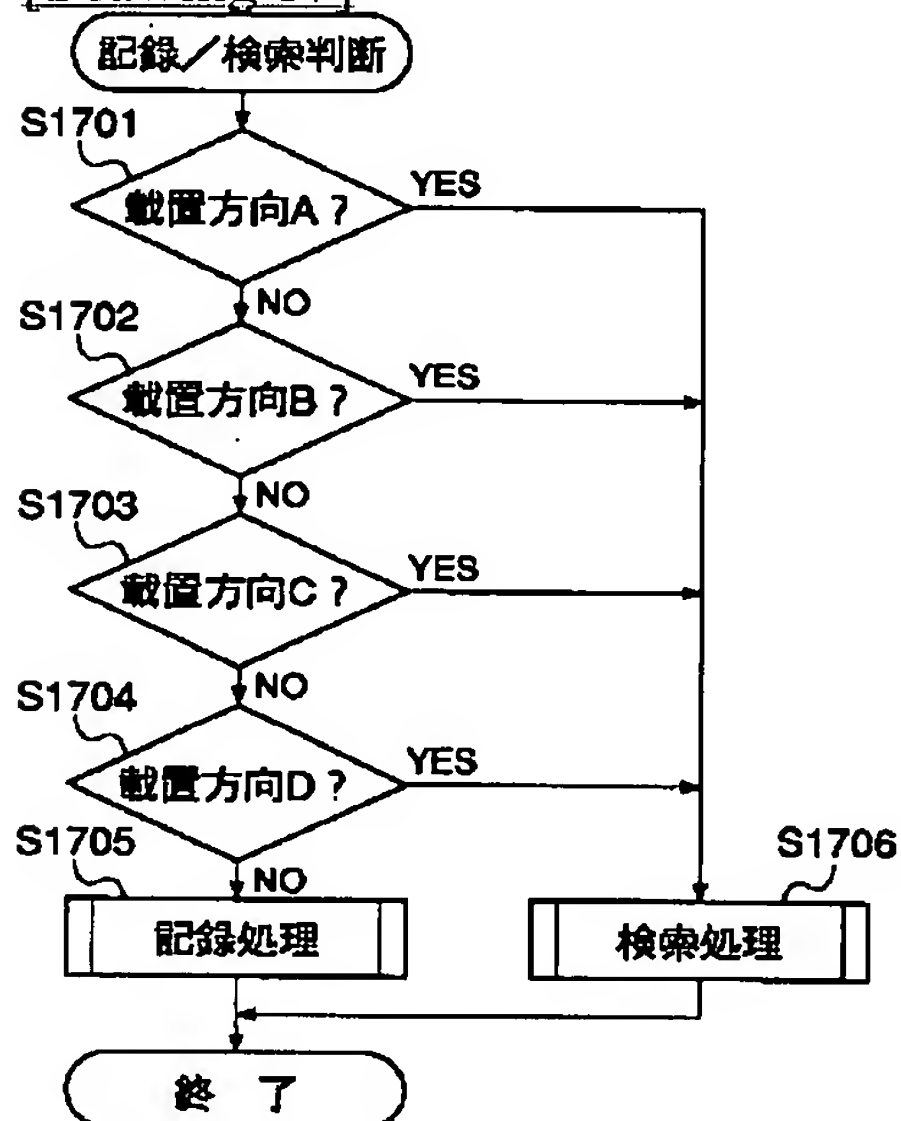 記録／検索判断
S1701
載置方向A？
YES
NO
S1702
載置方向B？
YES
NO
S1703
載置方向C？
YES
NO
S1704
載置方向D？
YES
NO
S1705
記録処理
S1706
検索処理
終 了